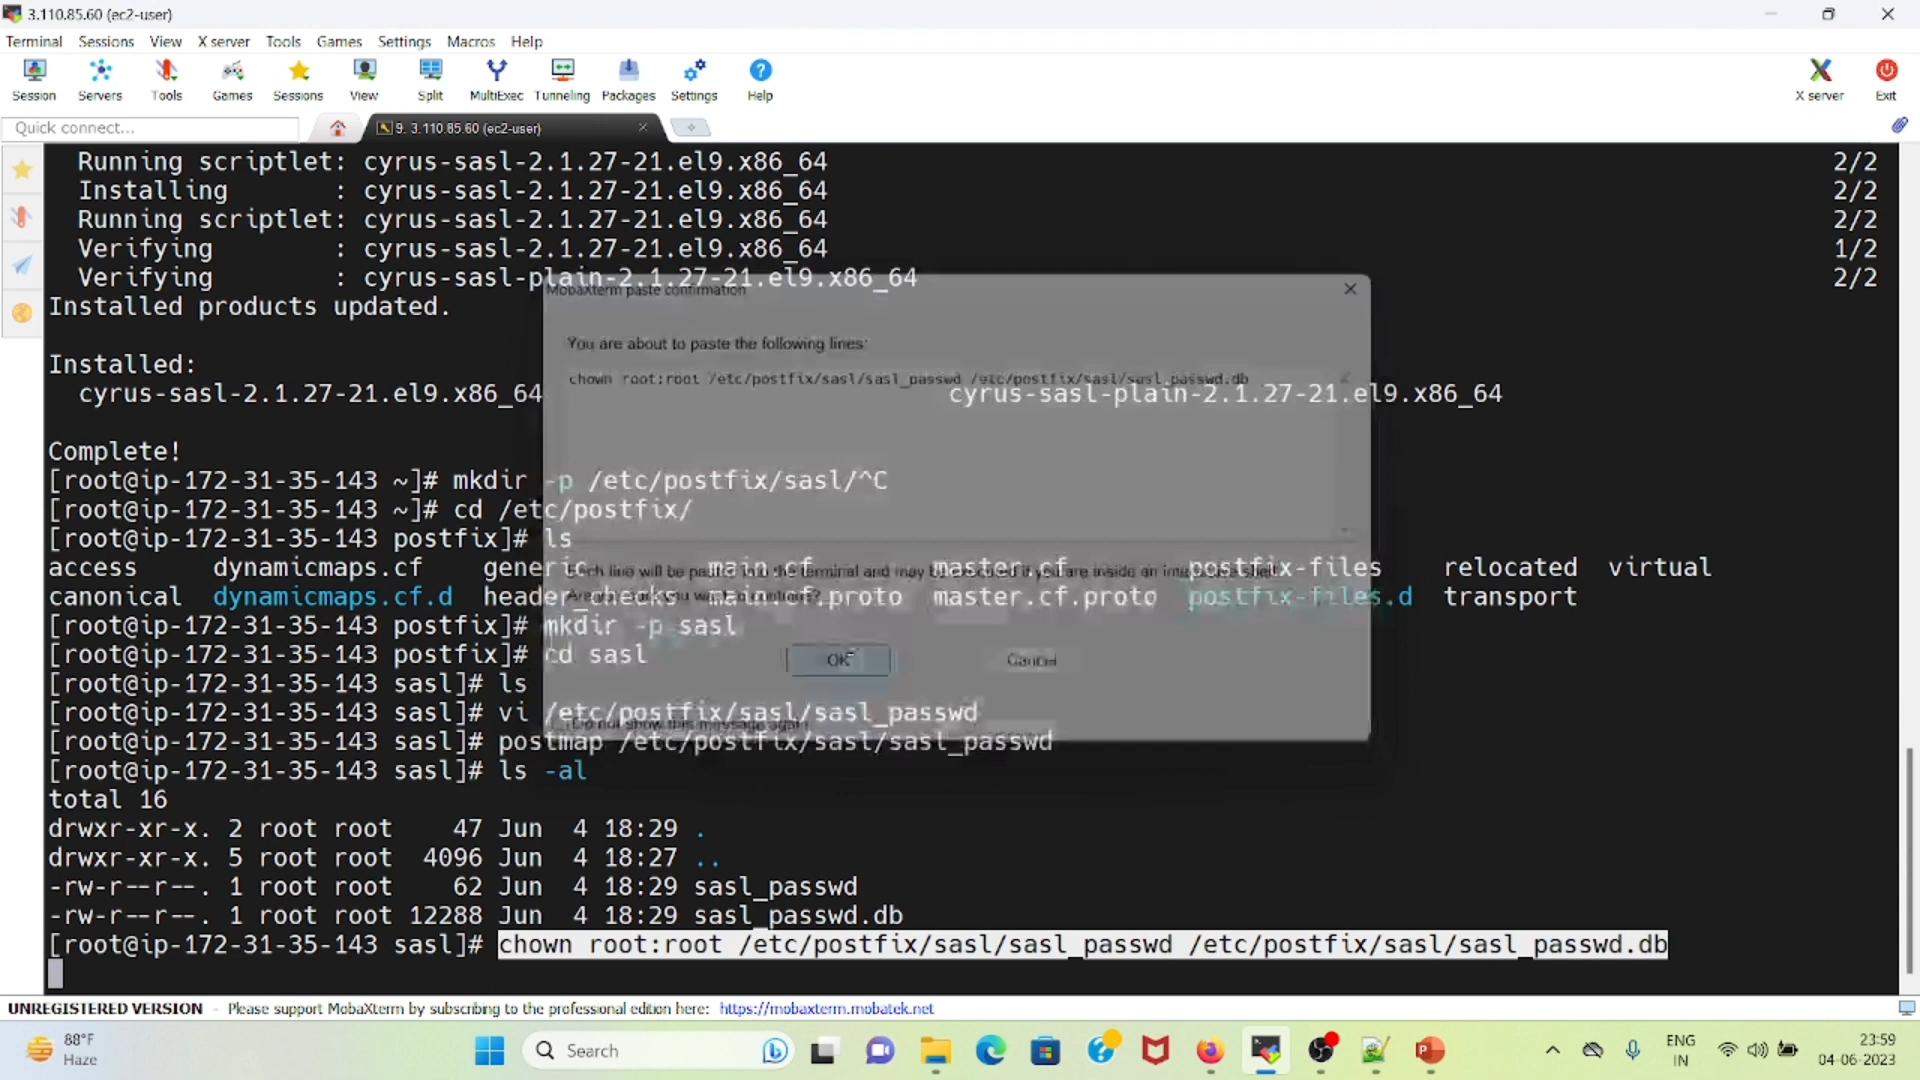 3.110.85.60 (ec2-user)
Terminal Sessions View X server Tools Games Settings Macros Help
Session Servers Tools Games Sessions View Split MultiExec Tunneling Packages Settings Help X server Exit
Quick connect...
9. 3.110.85.60 (ec2-user)
Running scriptlet: cyrus-sasl-2.1.27-21.el9.x86_64 2/2
Installing : cyrus-sasl-2.1.27-21.el9.x86_64 2/2
Running scriptlet: cyrus-sasl-2.1.27-21.el9.x86_64 2/2
Verifying : cyrus-sasl-2.1.27-21.el9.x86_64 1/2
Verifying : cyrus-sasl-plain-2.1.27-21.el9.x86_64 2/2
MobaXterm paste confirmation
Installed products updated.
You are about to paste the following lines:
Installed:
chown root:root /etc/postfix/sasl/sasl_passwd /etc/postfix/sasl/sasl_passwd.db
cyrus-sasl-2.1.27-21.el9.x86_64 cyrus-sasl-plain-2.1.27-21.el9.x86_64
Complete!
[root@ip-172-31-35-143 ~]# mkdir -p /etc/postfix/sasl/^C
[root@ip-172-31-35-143 ~]# cd /etc/postfix/
[root@ip-172-31-35-143 postfix]# ls
access dynamicmaps.cf generic main.cf master.cf postfix-files relocated virtual
Each line will be pasted into the terminal and may be executed if you are inside an
canonical dynamicmaps.cf.d header_checks main.cf.proto master.cf.proto postfix-files.d transport
[root@ip-172-31-35-143 postfix]# mkdir -p sasl
[root@ip-172-31-35-143 postfix]# cd sasl
OK Cancel
[root@ip-172-31-35-143 sasl]# ls
[root@ip-172-31-35-143 sasl]# vi /etc/postfix/sasl/sasl_passwd
Do not show this message again
[root@ip-172-31-35-143 sasl]# postmap /etc/postfix/sasl/sasl_passwd
[root@ip-172-31-35-143 sasl]# ls -al
total 16
drwxr-xr-x. 2 root root 47 Jun 4 18:29 .
drwxr-xr-x. 5 root root 4096 Jun 4 18:27 ..
-rw-r--r--. 1 root root 62 Jun 4 18:29 sasl_passwd
-rw-r--r--. 1 root root 12288 Jun 4 18:29 sasl_passwd.db
[root@ip-172-31-35-143 sasl]# chown root:root /etc/postfix/sasl/sasl_passwd /etc/postfix/sasl/sasl_passwd.db
UNREGISTERED VERSION - Please support MobaXterm by subscribing to the professional edition here: https://mobaxterm.mobatek.net
88°F
Haze
Search
ENG
IN
23:59
04-06-2023